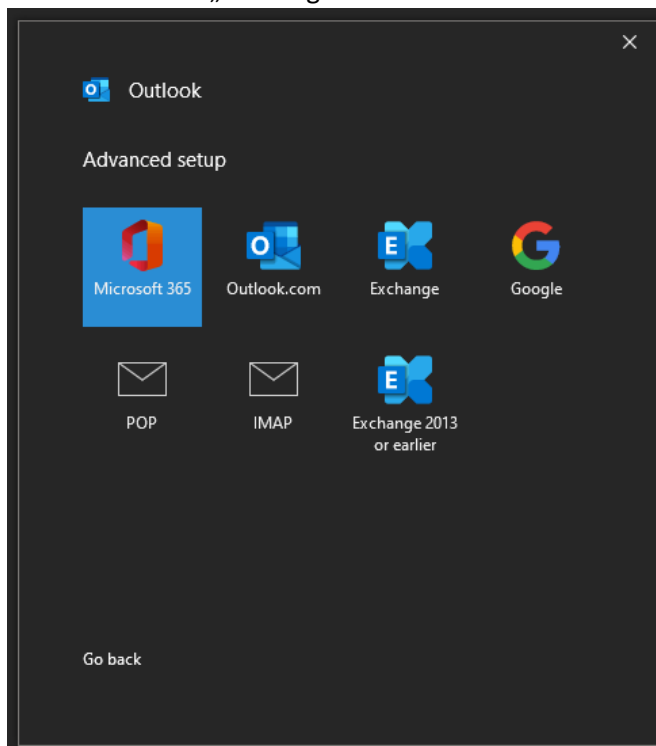 Outlook
Advanced setup
Microsoft 365 Outlook.com Exchange Google
POP IMAP Exchange 2013
or earlier
Go back